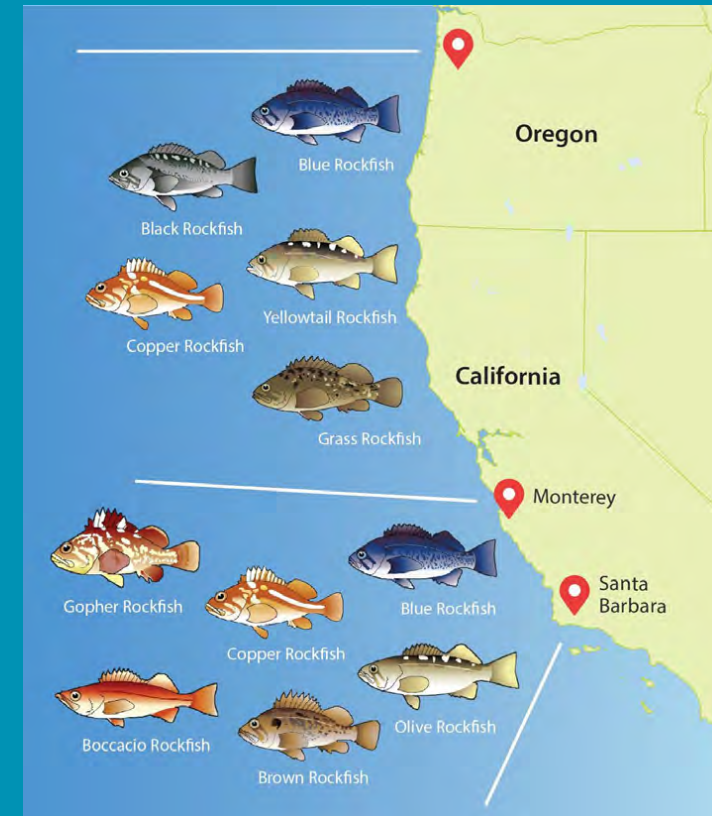 Oregon
Blue Rockfish
Black Rockfish
Yellowtail Rockfish
Copper Rockfish
California
Grass Rockfish
Monterey
Santa
Barbara
Gopher Rockfish
Blue Rockfish
Copper Rockfish
Olive Rockfish
Boccacio Rockfish
Brown Rockfish